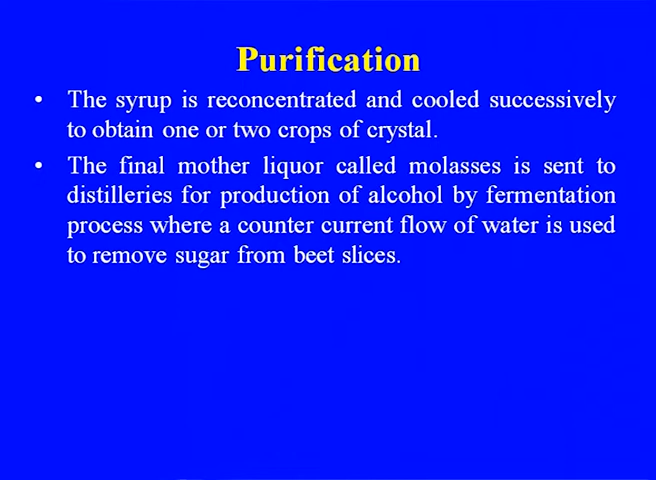 Purification
• The syrup is reconcentrated and cooled successively
to obtain one or two crops of crystal.
• The final mother liquor called molasses is sent to
distilleries for production of alcohol by fermentation
process where a counter current flow of water is used
to remove sugar from beet slices.